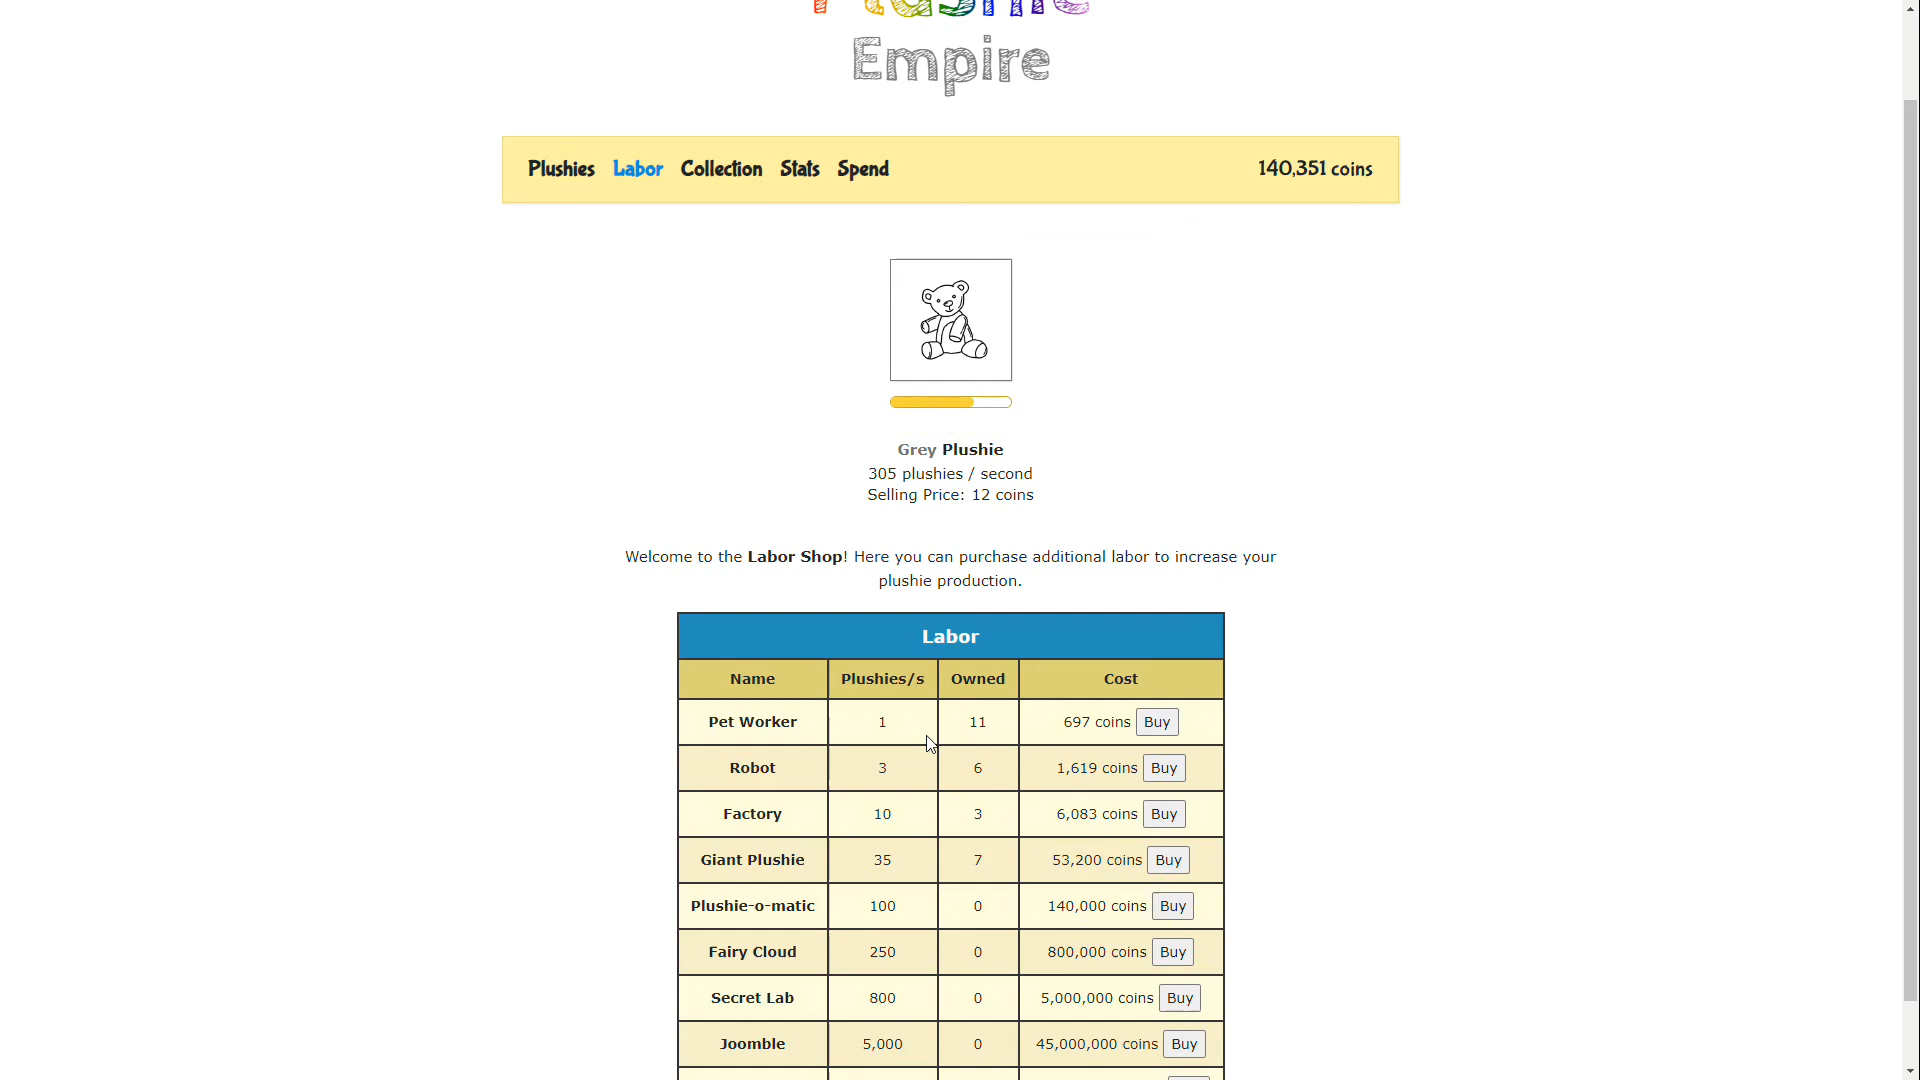 Plushie
Empire
Plushies Labor Collection Stats Spend 140,351 coins
Grey Plushie
305 plushies / second
Selling Price: 12 coins
Welcome to the Labor Shop! Here you can purchase additional labor to increase your
plushie production.
Labor
Name Plushies/s Owned Cost
Pet Worker 1 11 697 coins Buy
Robot 3 6 1,619 coins Buy
Factory 10 3 6,083 coins Buy
Giant Plushie 35 7 53,200 coins Buy
Plushie-o-matic 100 0 140,000 coins Buy
Fairy Cloud 250 0 800,000 coins Buy
Secret Lab 800 0 5,000,000 coins Buy
Joomble 5,000 0 45,000,000 coins Buy